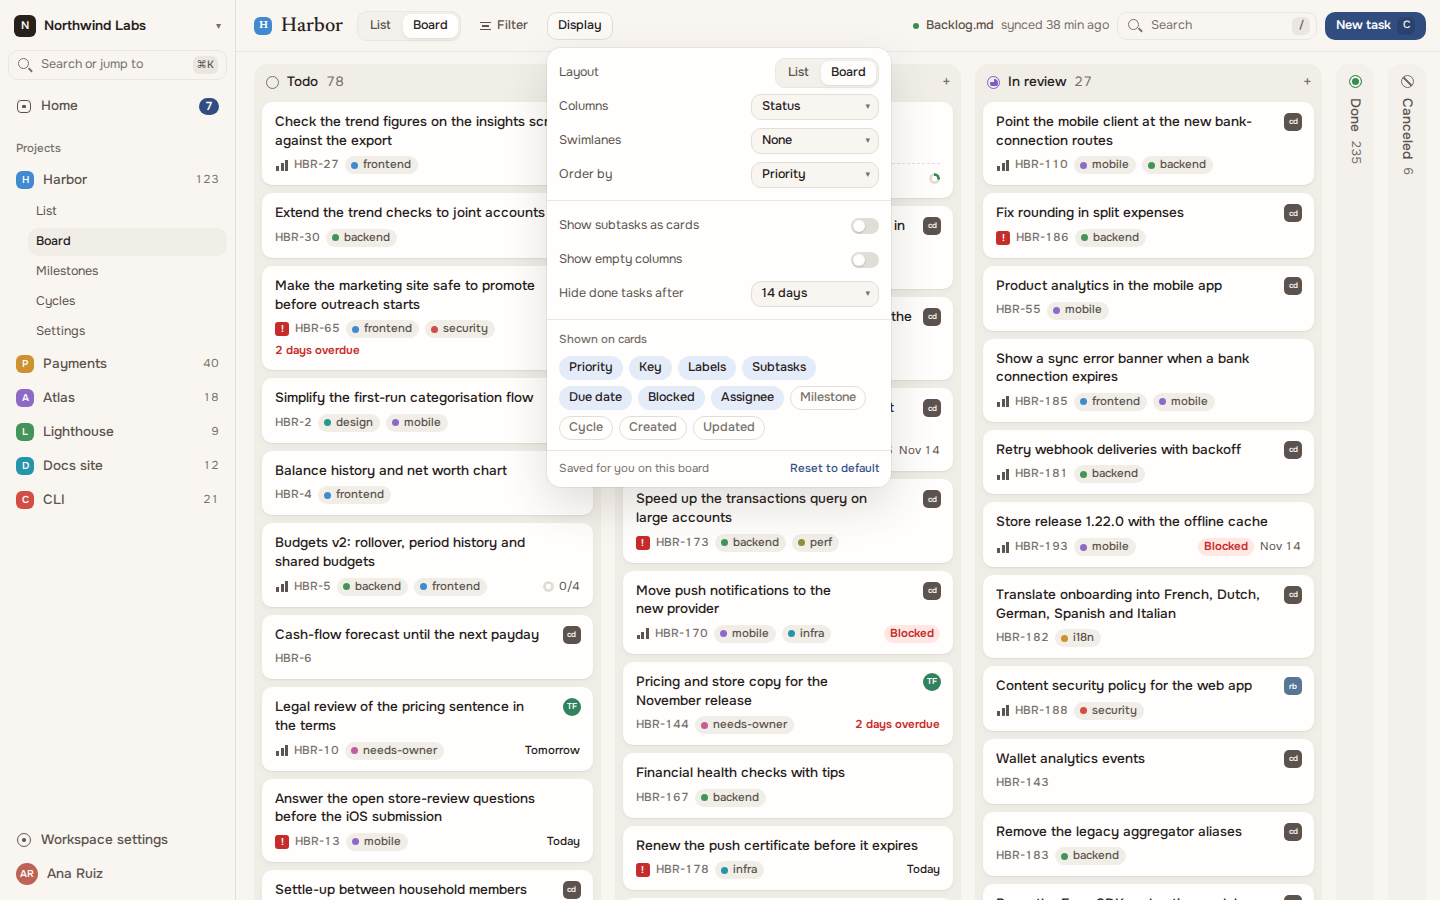 N Northwind Labs
Search or jump to ⌘K
Home 7
Projects
H Harbor 123
List
Board
Milestones
Cycles
Settings
P Payments 40
A Atlas 18
L Lighthouse 9
D Docs site 12
C CLI 21
Workspace settings
AR Ana Ruiz
H Harbor
List Board
Filter
Display
Backlog.md synced 38 min ago
Search /
New task C
Todo 78
Check the trend figures on the insights scr
against the export
HBR-27 frontend
Extend the trend checks to joint accounts
HBR-30 backend
Make the marketing site safe to promote
before outreach starts
! HBR-65 frontend security
2 days overdue
Simplify the first-run categorisation flow
HBR-2 design mobile
Balance history and net worth chart
HBR-4 frontend
Budgets v2: rollover, period history and
shared budgets
HBR-5 backend frontend 0/4
Cash-flow forecast until the next payday cd
HBR-6
Legal review of the pricing sentence in TF
the terms
HBR-10 needs-owner Tomorrow
Answer the open store-review questions
before the iOS submission
! HBR-13 mobile Today
Settle-up between household members cd
Layout List Board
Columns Status
Swimlanes None
Order by Priority
Show subtasks as cards
Show empty columns
Hide done tasks after 14 days
Shown on cards
Priority Key Labels Subtasks
Due date Blocked Assignee Milestone
Cycle Created Updated
Saved for you on this board Reset to default
+
in cd
the cd
t cd
Nov 14
Speed up the transactions query on cd
large accounts
! HBR-173 backend perf
Move push notifications to the cd
new provider
HBR-170 mobile infra Blocked
Pricing and store copy for the TF
November release
HBR-144 needs-owner 2 days overdue
Financial health checks with tips
HBR-167 backend
Renew the push certificate before it expires
! HBR-178 infra Today
In review 27 +
Point the mobile client at the new bank- cd
connection routes
HBR-110 mobile backend
Fix rounding in split expenses cd
! HBR-186 backend
Product analytics in the mobile app cd
HBR-55 mobile
Show a sync error banner when a bank cd
connection expires
HBR-185 frontend mobile
Retry webhook deliveries with backoff cd
HBR-181 backend
Store release 1.22.0 with the offline cache
HBR-193 mobile Blocked Nov 14
Translate onboarding into French, Dutch, cd
German, Spanish and Italian
HBR-182 i18n
Content security policy for the web app rb
HBR-188 security
Wallet analytics events cd
HBR-143
Remove the legacy aggregator aliases cd
HBR-183 backend
Done 235
Canceled 6